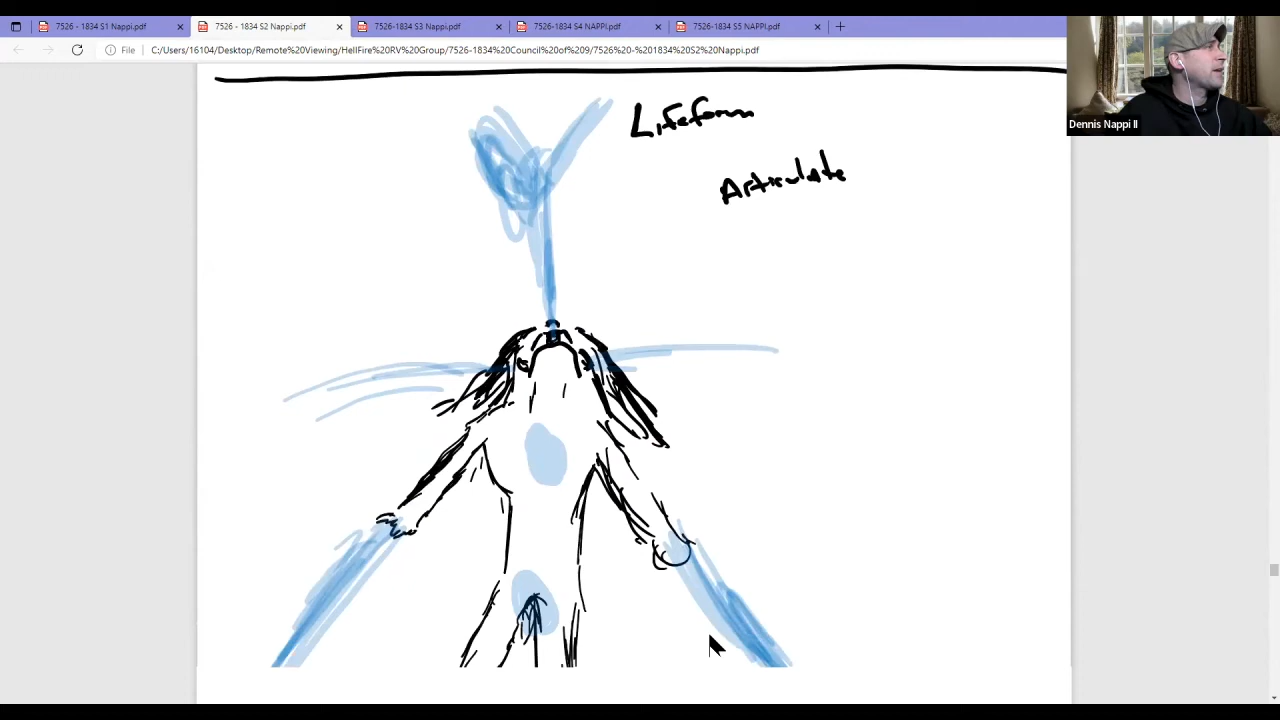 7526 - 1834 S1 Nappi.pdf
7526 - 1834 S2 Nappi.pdf
7526-1834 S3 Nappi.pdf
7526-1834 S4 NAPPI.pdf
7526-1834 S5 NAPPI.pdf
File
C:/Users/16104/Desktop/Remote%20Viewing/HellFire%20RV%20Group/7526-1834%20Council%20of%209/7526%20-%201834%20S2%20Nappi.pdf
Dennis Nappi II
Lifeform
Articulate